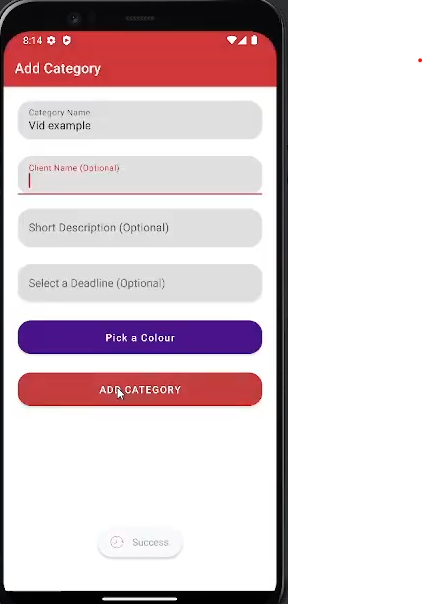 8:14
Add Category
Category Name
Vid example
Client Name (Optional)
Short Description (Optional)
Select a Deadline (Optional)
Pick a Colour
ADD CATEGORY
Success